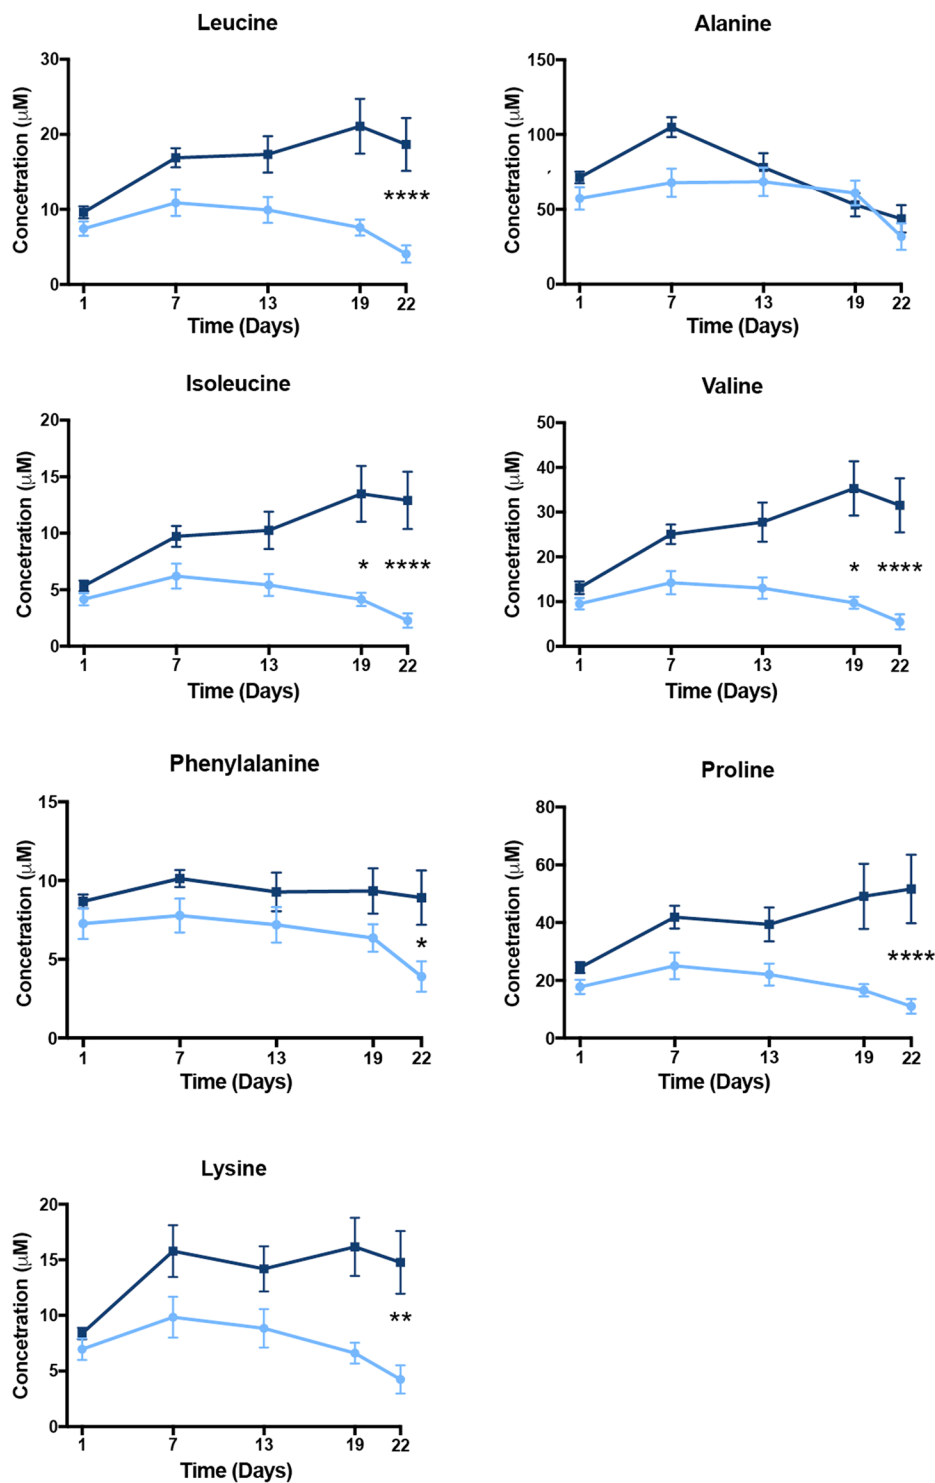 Leucine
Concetration (µM)
30
20
10
0
****
1 7 13 19 22
Time (Days)
Alanine
Concetration (µM)
150
100
50
0
1 7 13 19 22
Time (Days)
Isoleucine
Concetration (µM)
20
15
10
5
0
* ****
1 7 13 19 22
Time (Days)
Valine
Concetration (µM)
50
40
30
20
10
0
* ****
1 7 13 19 22
Time (Days)
Phenylalanine
Concetration (µM)
15
10
5
0
*
1 7 13 19 22
Time (Days)
Proline
Concetration (µM)
80
60
40
20
0
****
1 7 13 19 22
Time (Days)
Lysine
Concetration (µM)
20
15
10
5
0
**
1 7 13 19 22
Time (Days)